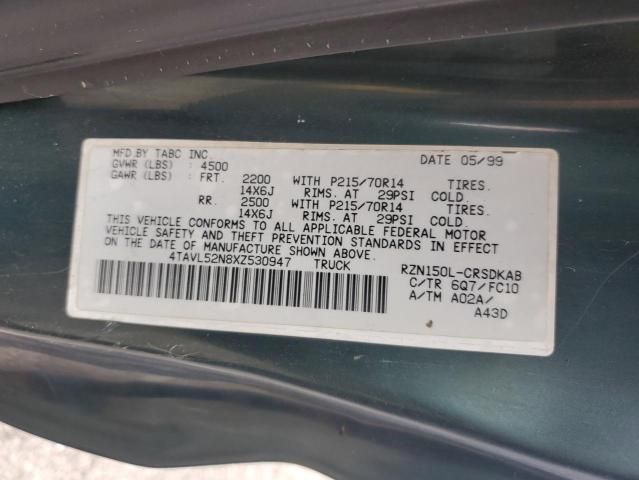 MFD BY TABC INC. DATE 05/99
GVWR (LBS) : 4500
GAWR (LBS) : FRT. 2200 WITH P215/70R14 TIRES.
14X6J RIMS. AT 29PSI COLD.
RR. 2500 WITH P215/70R14 TIRES.
14X6J RIMS. AT 29PSI COLD.
THIS VEHICLE CONFORMS TO ALL APPLICABLE FEDERAL MOTOR
VEHICLE SAFETY AND THEFT PREVENTION STANDARDS IN EFFECT
ON THE DATE OF MANUFACTURE SHOWN ABOVE.
4TAVL52N8XZ530947 TRUCK RZN150L-CRSDKAB
C/TR 6Q7/FC10
A/TM A02A/
A43D